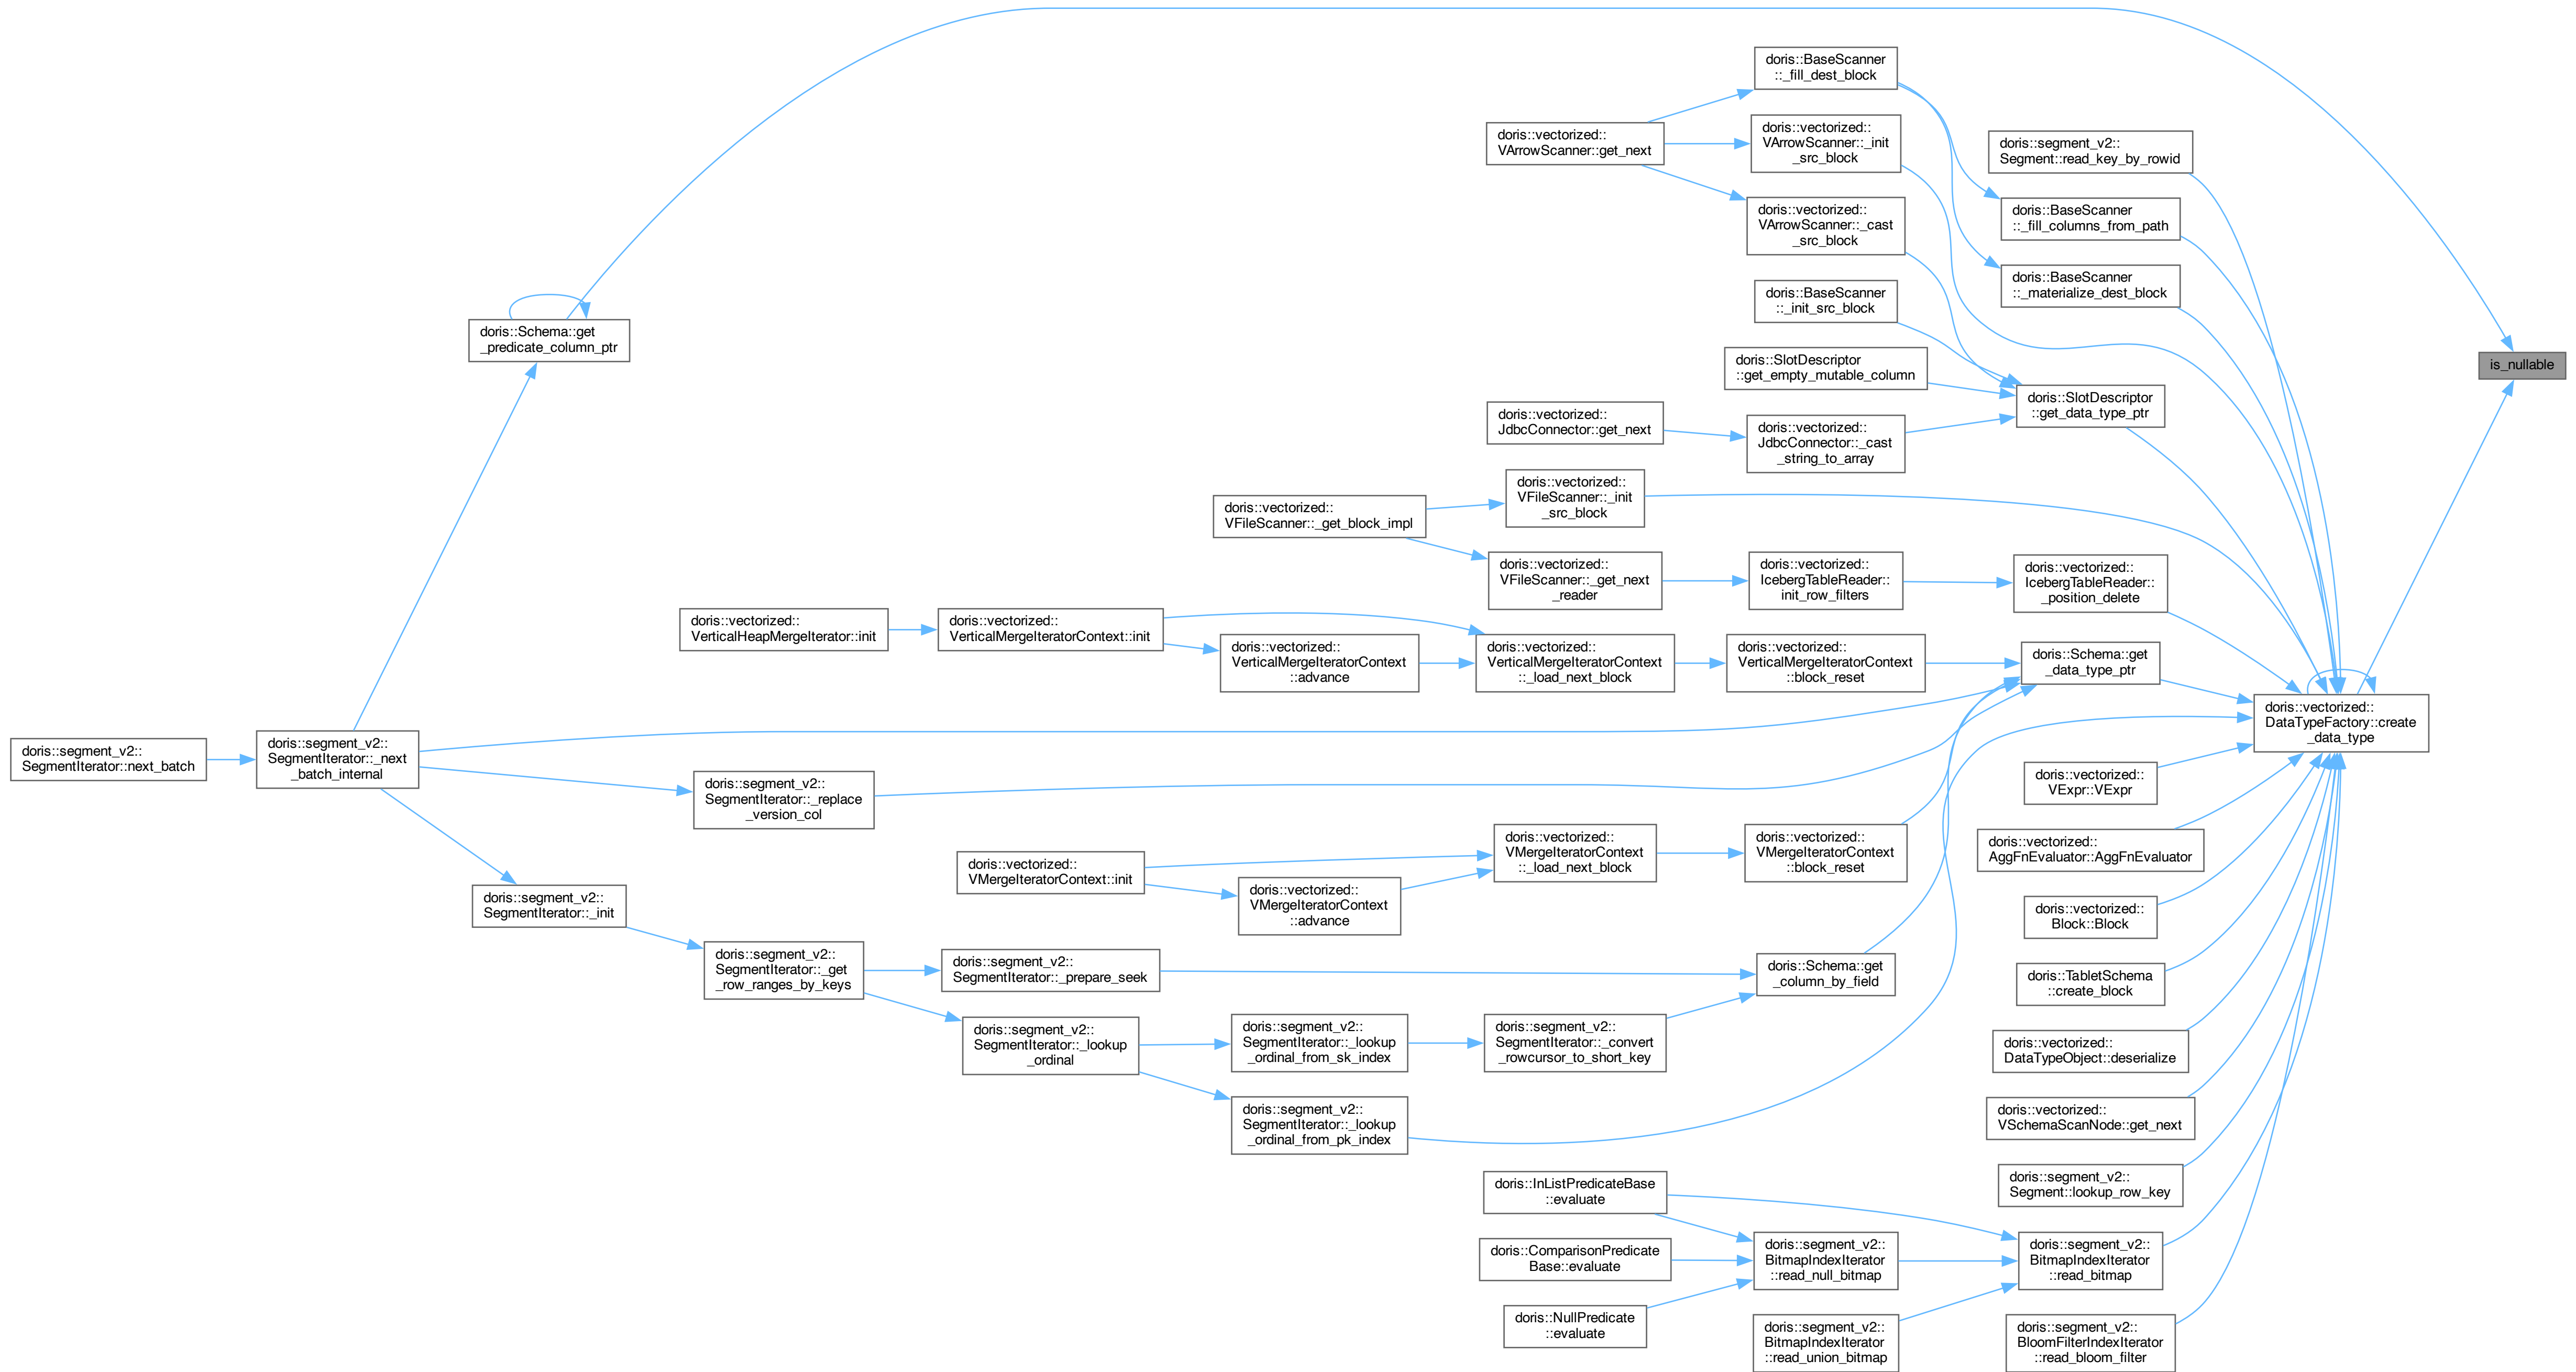 doris::BaseScanner
::_fill_dest_block
doris::vectorized::
VArrowScanner::get_next
doris::vectorized::
VArrowScanner::_init
_src_block
doris::segment_v2::
Segment::read_key_by_rowid
doris::vectorized::
VArrowScanner::_cast
_src_block
doris::BaseScanner
::_fill_columns_from_path
doris::BaseScanner
::_materialize_dest_block
doris::BaseScanner
::_init_src_block
doris::Schema::get
_predicate_column_ptr
doris::SlotDescriptor
::get_empty_mutable_column
is_nullable
doris::SlotDescriptor
::get_data_type_ptr
doris::vectorized::
JdbcConnector::get_next
doris::vectorized::
JdbcConnector::_cast
_string_to_array
doris::vectorized::
VFileScanner::_init
_src_block
doris::vectorized::
VFileScanner::_get_block_impl
doris::vectorized::
VFileScanner::_get_next
_reader
doris::vectorized::
IcebergTableReader::
init_row_filters
doris::vectorized::
IcebergTableReader::
_position_delete
doris::vectorized::
VerticalHeapMergeIterator::init
doris::vectorized::
VerticalMergeIteratorContext::init
doris::vectorized::
VerticalMergeIteratorContext
::advance
doris::vectorized::
VerticalMergeIteratorContext
::_load_next_block
doris::vectorized::
VerticalMergeIteratorContext
::block_reset
doris::Schema::get
_data_type_ptr
doris::vectorized::
DataTypeFactory::create
_data_type
doris::segment_v2::
SegmentIterator::next_batch
doris::segment_v2::
SegmentIterator::_next
_batch_internal
doris::segment_v2::
SegmentIterator::_replace
_version_col
doris::vectorized::
VExpr::VExpr
doris::vectorized::
AggFnEvaluator::AggFnEvaluator
doris::vectorized::
VMergeIteratorContext::init
doris::vectorized::
VMergeIteratorContext
::advance
doris::vectorized::
VMergeIteratorContext
::_load_next_block
doris::vectorized::
VMergeIteratorContext
::block_reset
doris::segment_v2::
SegmentIterator::_init
doris::vectorized::
Block::Block
doris::segment_v2::
SegmentIterator::_get
_row_ranges_by_keys
doris::segment_v2::
SegmentIterator::_prepare_seek
doris::Schema::get
_column_by_field
doris::TabletSchema
::create_block
doris::segment_v2::
SegmentIterator::_lookup
_ordinal
doris::segment_v2::
SegmentIterator::_lookup
_ordinal_from_sk_index
doris::segment_v2::
SegmentIterator::_convert
_rowcursor_to_short_key
doris::vectorized::
DataTypeObject::deserialize
doris::segment_v2::
SegmentIterator::_lookup
_ordinal_from_pk_index
doris::vectorized::
VSchemaScanNode::get_next
doris::InListPredicateBase
::evaluate
doris::segment_v2::
Segment::lookup_row_key
doris::ComparisonPredicate
Base::evaluate
doris::segment_v2::
BitmapIndexIterator
::read_null_bitmap
doris::segment_v2::
BitmapIndexIterator
::read_bitmap
doris::NullPredicate
::evaluate
doris::segment_v2::
BitmapIndexIterator
::read_union_bitmap
doris::segment_v2::
BloomFilterIndexIterator
::read_bloom_filter